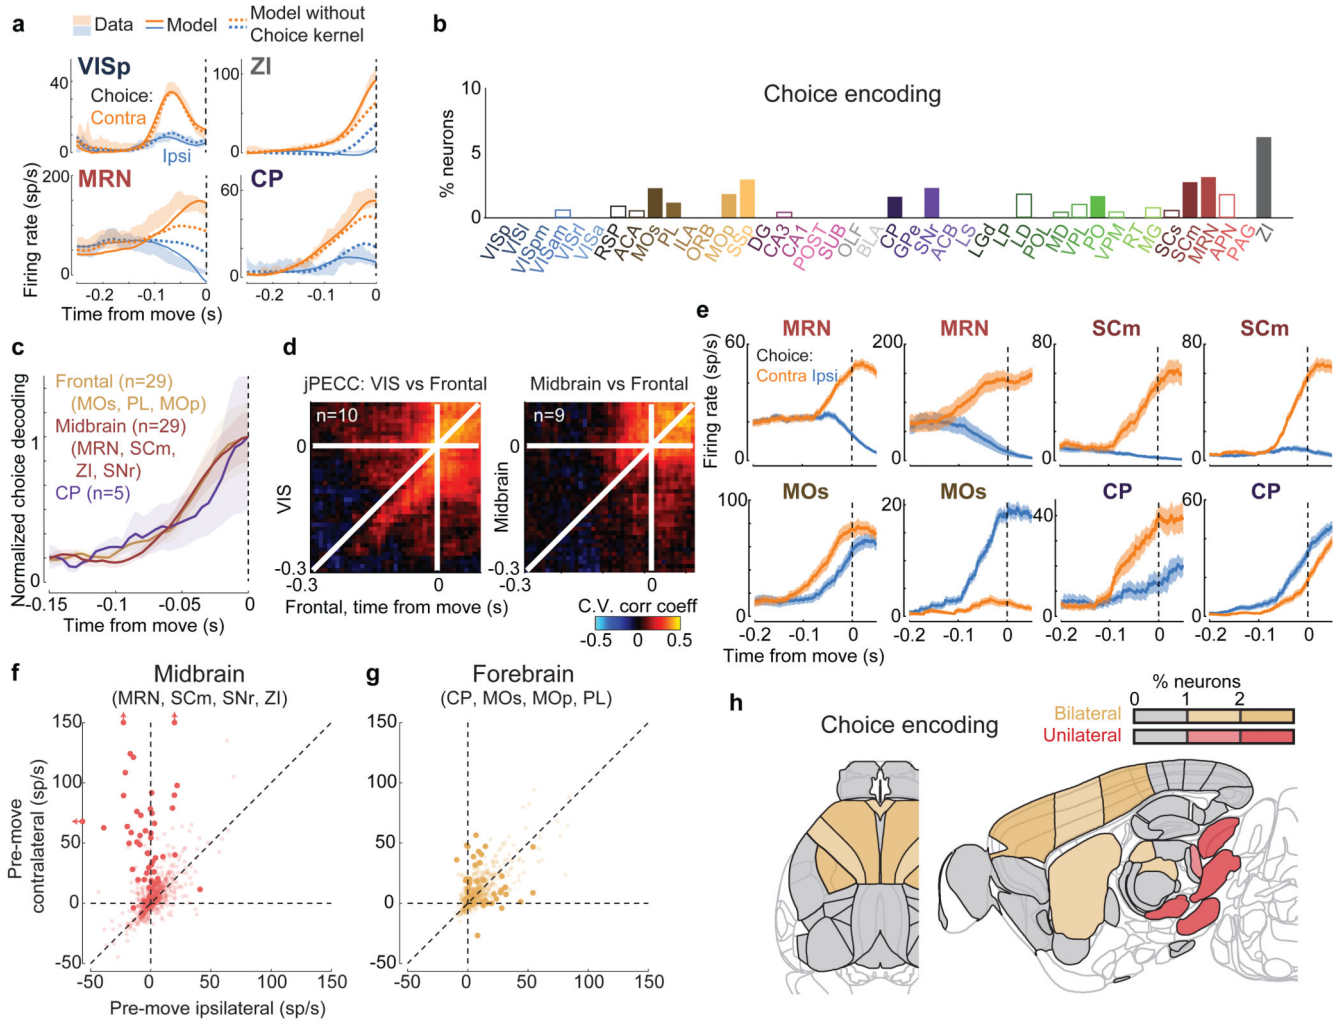 a
Data
Model
Model without
Choice kernel
VISp
40
0
Choice:
Contra
Ipsi
ZI
100
0
MRN
200
0
CP
60
0
Firing rate (sp/s)
-0.2
-0.1
0
-0.2
-0.1
0
Time from move (s)
b
Choice encoding
% neurons
10
5
0
VISp
VISl
VISpm
VISam
VISrl
VISa
RSP
ACA
MOs
PL
ILA
ORB
MOp
SSp
DG
CA3
CA1
POST
SUB
OLF
BLA
CP
GPe
SNr
ACB
LS
LGd
LP
LD
POL
MD
VPL
PO
VPM
RT
MG
SCs
SCm
MRN
APN
PAG
ZI
c
Normalized choice decoding
Frontal (n=29)
(MOs, PL, MOp)
Midbrain (n=29)
(MRN, SCm,
ZI, SNr)
CP (n=5)
1
0
-0.15
-0.1
-0.05
0
Time from move (s)
d
jPECC: VIS vs Frontal
n=10
0
VIS
-0.3
-0.3
0
Frontal, time from move (s)
Midbrain vs Frontal
n=9
0
Midbrain
-0.3
-0.3
0
C.V. corr coeff
-0.5
0
0.5
e
Firing rate (sp/s)
MRN
60
0
Choice:
Contra Ipsi
MRN
200
0
SCm
80
0
SCm
80
0
MOs
100
0
MOs
20
0
CP
40
0
CP
60
0
-0.2
-0.1
0
-0.2
-0.1
0
-0.2
-0.1
0
-0.2
-0.1
0
Time from move (s)
f
Midbrain
(MRN, SCm, SNr, ZI)
Pre-move
contralateral (sp/s)
150
100
50
0
-50
-50
0
50
100
150
Pre-move ipsilateral (sp/s)
g
Forebrain
(CP, MOs, MOp, PL)
150
100
50
0
-50
-50
0
50
100
150
h
Choice encoding
% neurons
0
1
2
Bilateral
Unilateral